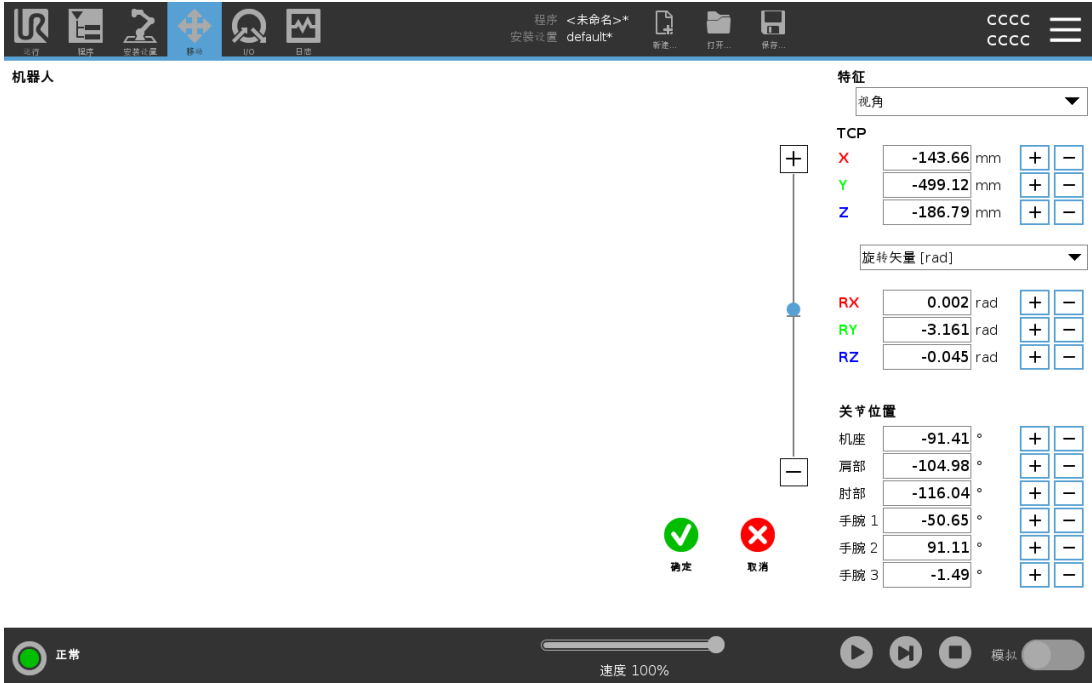 程序 <未命名>*
安装设置 default*
CCCC
CCCC
运行 程序 安装设置 移动 I/O 日志 新建... 打开... 保存...
机器人
特征
视角
TCP
X -143.66 mm + −
Y -499.12 mm + −
Z -186.79 mm + −
旋转矢量 [rad]
RX 0.002 rad + −
RY -3.161 rad + −
RZ -0.045 rad + −
关节位置
机座 -91.41 ° + −
肩部 -104.98 ° + −
肘部 -116.04 ° + −
手腕 1 -50.65 ° + −
手腕 2 91.11 ° + −
手腕 3 -1.49 ° + −
确定 取消
正常
速度 100%
模拟